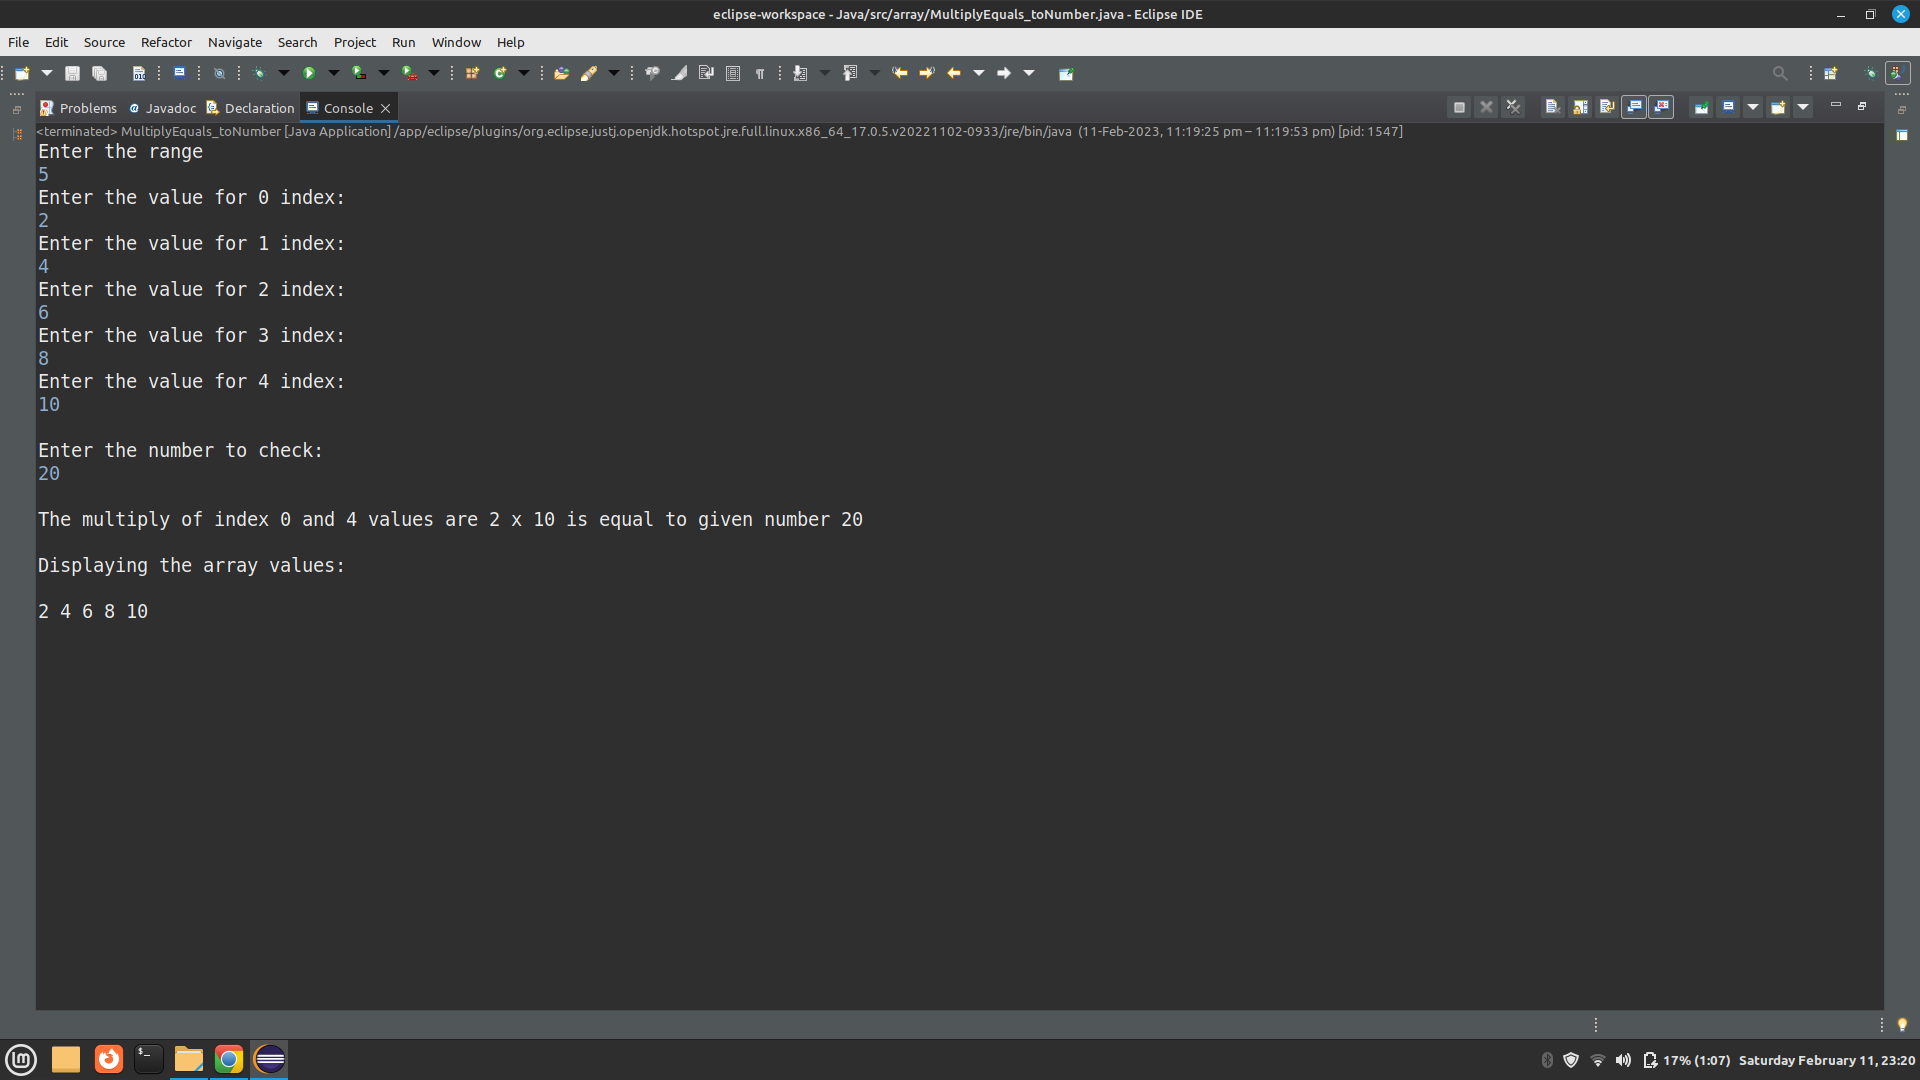 eclipse-workspace - Java/src/array/MultiplyEquals_toNumber.java - Eclipse IDE
File Edit Source Refactor Navigate Search Project Run Window Help
Problems Javadoc Declaration Console
<terminated> MultiplyEquals_toNumber [Java Application] /app/eclipse/plugins/org.eclipse.justj.openjdk.hotspot.jre.full.linux.x86_64_17.0.5.v20221102-0933/jre/bin/java (11-Feb-2023, 11:19:25 pm – 11:19:53 pm) [pid: 1547]
Enter the range
5
Enter the value for 0 index:
2
Enter the value for 1 index:
4
Enter the value for 2 index:
6
Enter the value for 3 index:
8
Enter the value for 4 index:
10
Enter the number to check:
20
The multiply of index 0 and 4 values are 2 x 10 is equal to given number 20
Displaying the array values:
2 4 6 8 10
17% (1:07) Saturday February 11, 23:20